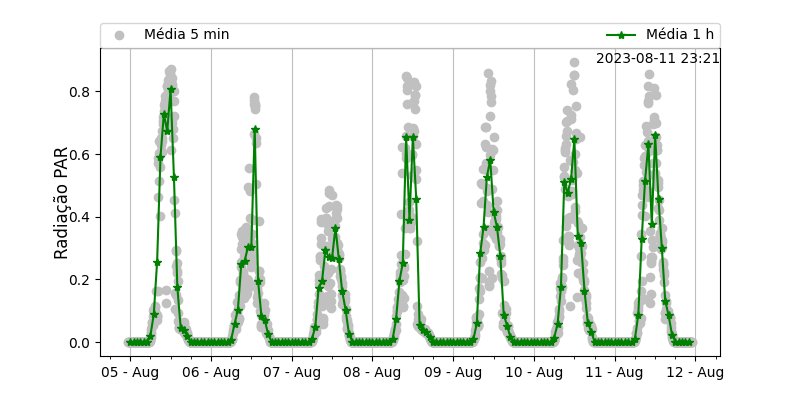 Média 5 min
Média 1 h
2023-08-11 23:21
Radiação PAR
0.8
0.6
0.4
0.2
0.0
05 - Aug
06 - Aug
07 - Aug
08 - Aug
09 - Aug
10 - Aug
11 - Aug
12 - Aug